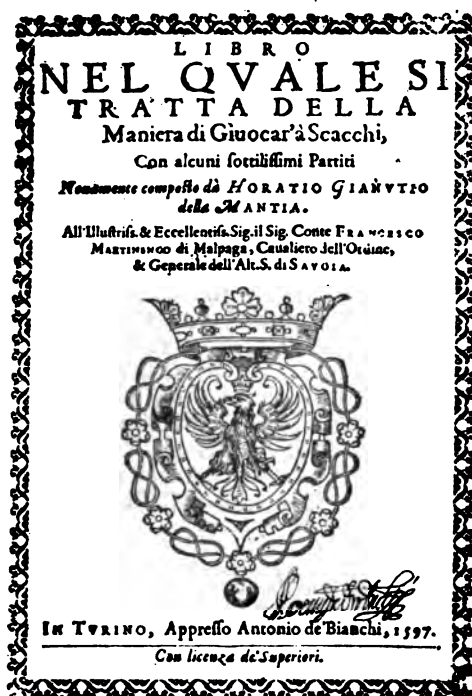 LIBRO
NEL QVALE SI
TRATTA DELLA
Maniera di Giuocar'à Scacchi,
Con alcuni ſottiliſſimi Partiti
Nouamente compoſto dà HORATIO GIANVTIO
della MANTIA.
All'Illuſtriſs. & Eccellentiſs. Sig. il Sig. Conte FRANCESCO
MARTINENGO di Malpaga, Caualiero dell'Ordine,
& Generale dell'Alt. S. di SAVOIA.
IN TVRINO, Appreſſo Antonio de'Bianchi, 1597.
Con licenza de'Superiori.